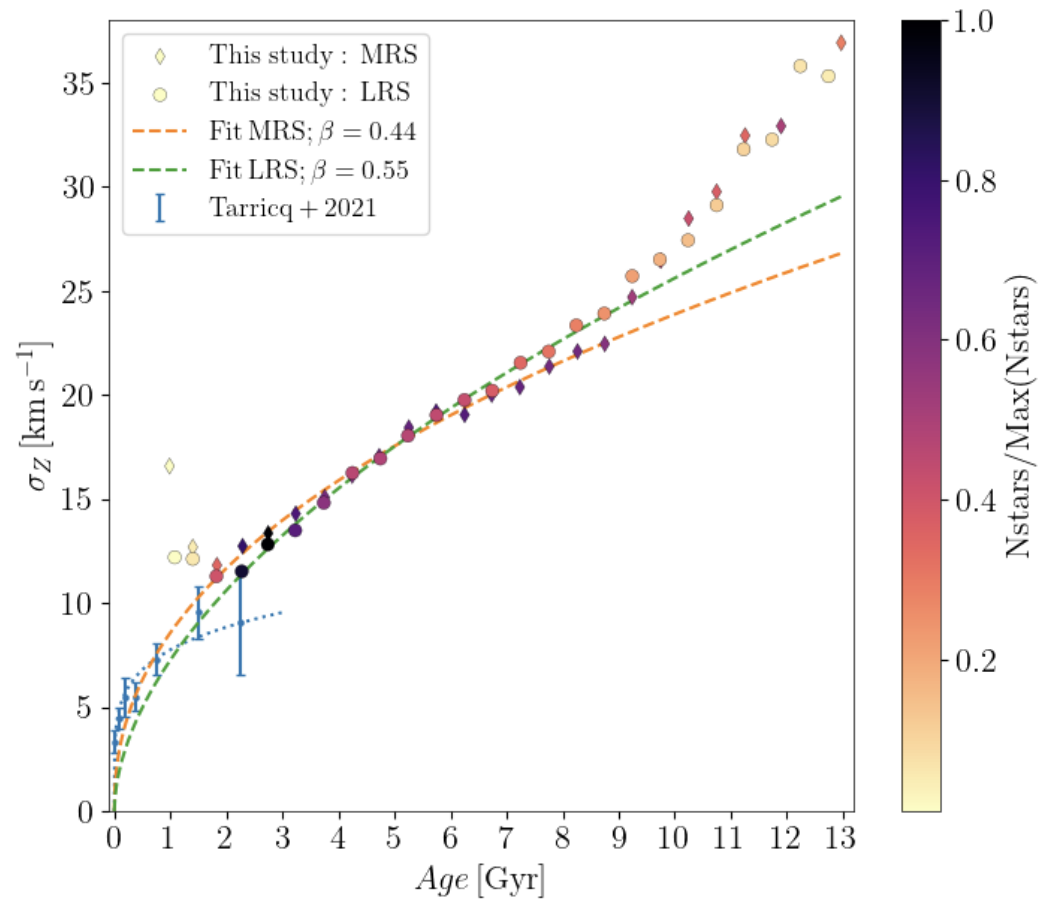 This study : MRS
This study : LRS
Fit MRS; β = 0.44
Fit LRS; β = 0.55
Tarricq + 2021
35
30
25
20
15
10
5
0
σ_Z [km s⁻¹]
0 1 2 3 4 5 6 7 8 9 10 11 12 13
Age [Gyr]
1.0
0.8
0.6
0.4
0.2
Nstars/Max(Nstars)